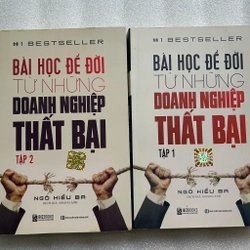 #1 BESTSELLER
BÀI HỌC ĐỂ ĐỜI
TỪ NHỮNG
DOANH NGHIỆP
THẤT BẠI
TẬP 2
NGÔ HIỂU BA
#1 BESTSELLER
BÀI HỌC ĐỂ ĐỜI
TỪ NHỮNG
DOANH NGHIỆP
THẤT BẠI
TẬP 1
NGÔ HIỂU BA